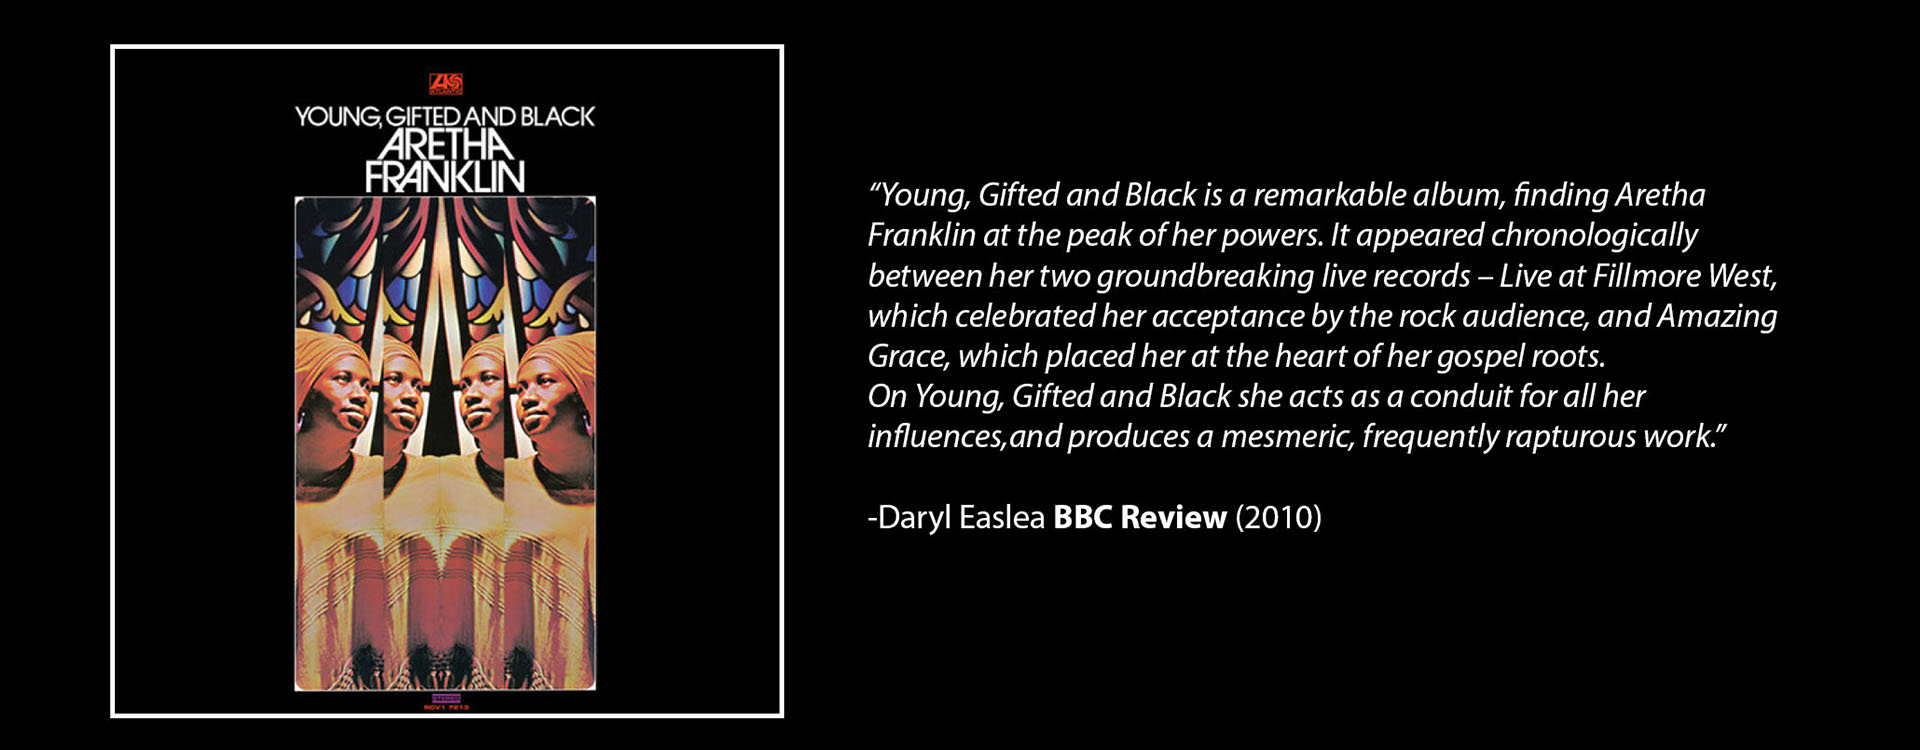 ATLANTIC
YOUNG, GIFTED AND BLACK
ARETHA
FRANKLIN
STEREO
“Young, Gifted and Black is a remarkable album, finding Aretha
Franklin at the peak of her powers. It appeared chronologically
between her two groundbreaking live records – Live at Fillmore West,
which celebrated her acceptance by the rock audience, and Amazing
Grace, which placed her at the heart of her gospel roots.
On Young, Gifted and Black she acts as a conduit for all her
influences,and produces a mesmeric, frequently rapturous work.”
-Daryl Easlea BBC Review (2010)